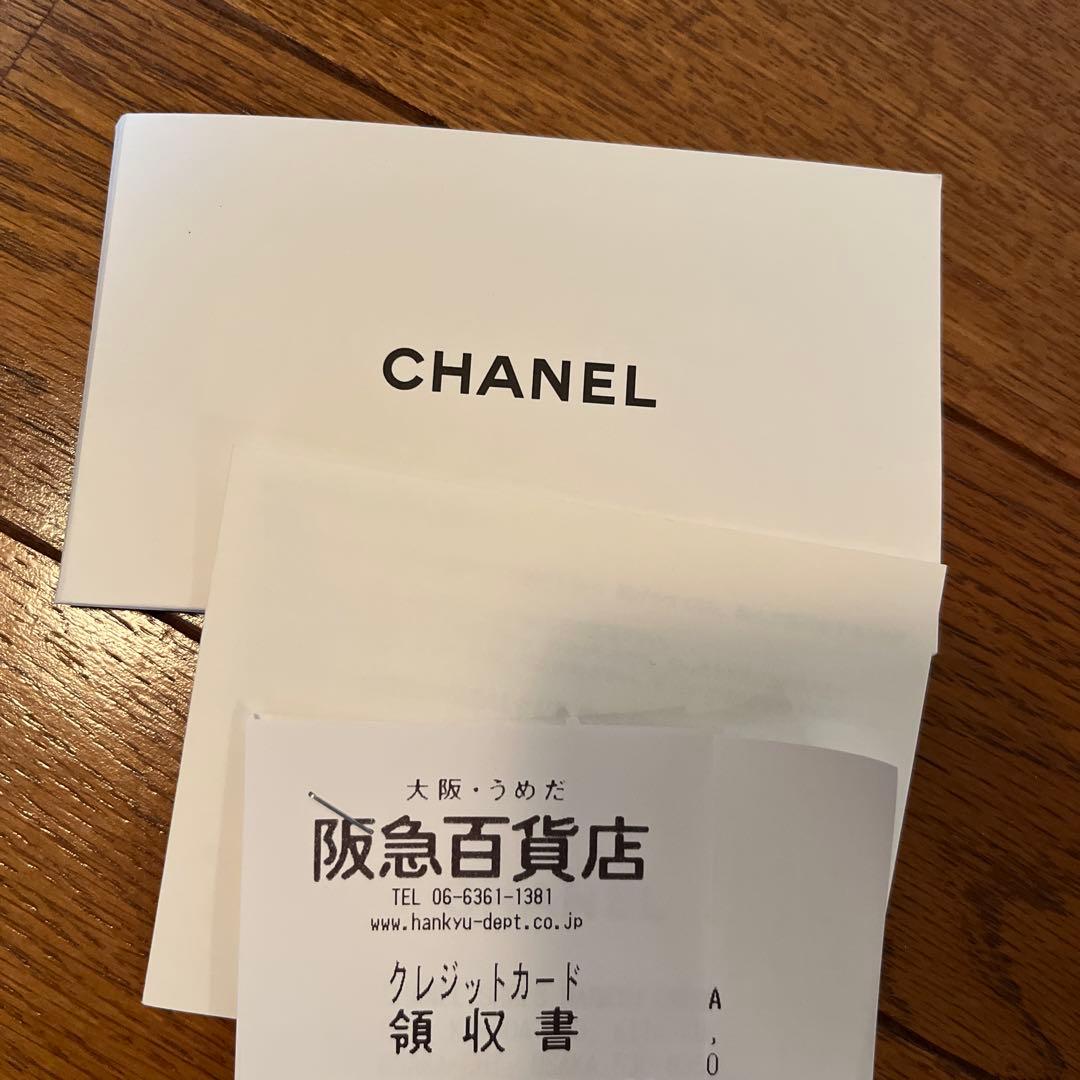 CHANEL
大阪・うめだ
阪急百貨店
TEL 06-6361-1381
www.hankyu-dept.co.jp
クレジットカード
領収書
A
,
0